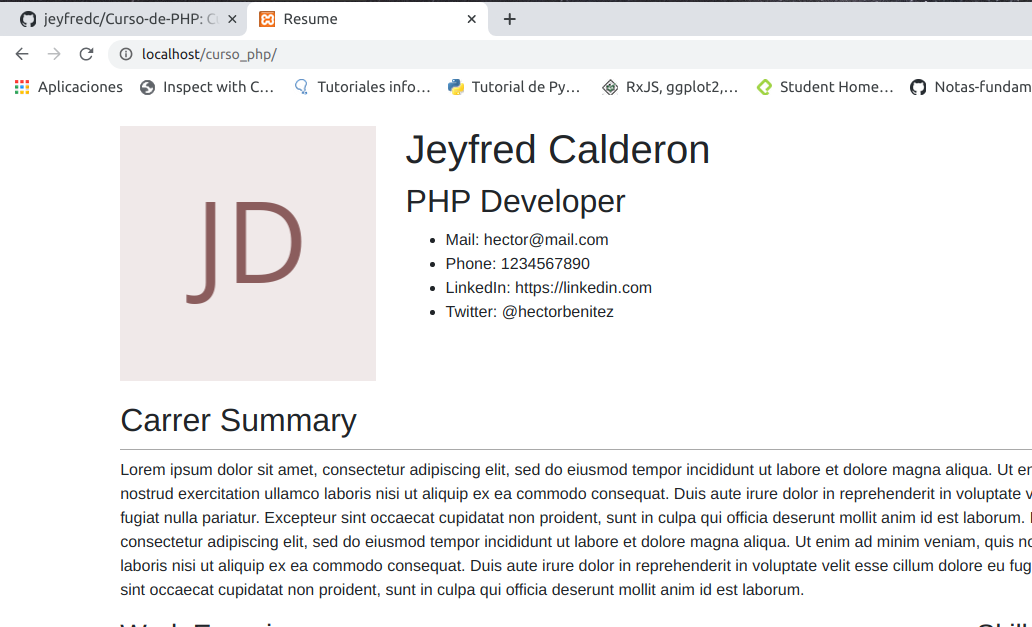 jeyfredc/Curso-de-PHP:
Resume
localhost/curso_php/
Aplicaciones
Inspect with C...
Tutoriales info...
Tutorial de Py...
RxJS, ggplot2,...
Student Home...
Notas-fundam
JD
Jeyfred Calderon
PHP Developer
Mail: hector@mail.com
Phone: 1234567890
LinkedIn: https://linkedin.com
Twitter: @hectorbenitez
Carrer Summary
Lorem ipsum dolor sit amet, consectetur adipiscing elit, sed do eiusmod tempor incididunt ut labore et dolore magna aliqua. Ut
nostrud exercitation ullamco laboris nisi ut aliquip ex ea commodo consequat. Duis aute irure dolor in reprehenderit in voluptate
fugiat nulla pariatur. Excepteur sint occaecat cupidatat non proident, sunt in culpa qui officia deserunt mollit anim id est laborum.
consectetur adipiscing elit, sed do eiusmod tempor incididunt ut labore et dolore magna aliqua. Ut enim ad minim veniam, quis
laboris nisi ut aliquip ex ea commodo consequat. Duis aute irure dolor in reprehenderit in voluptate velit esse cillum dolore eu
sint occaecat cupidatat non proident, sunt in culpa qui officia deserunt mollit anim id est laborum.